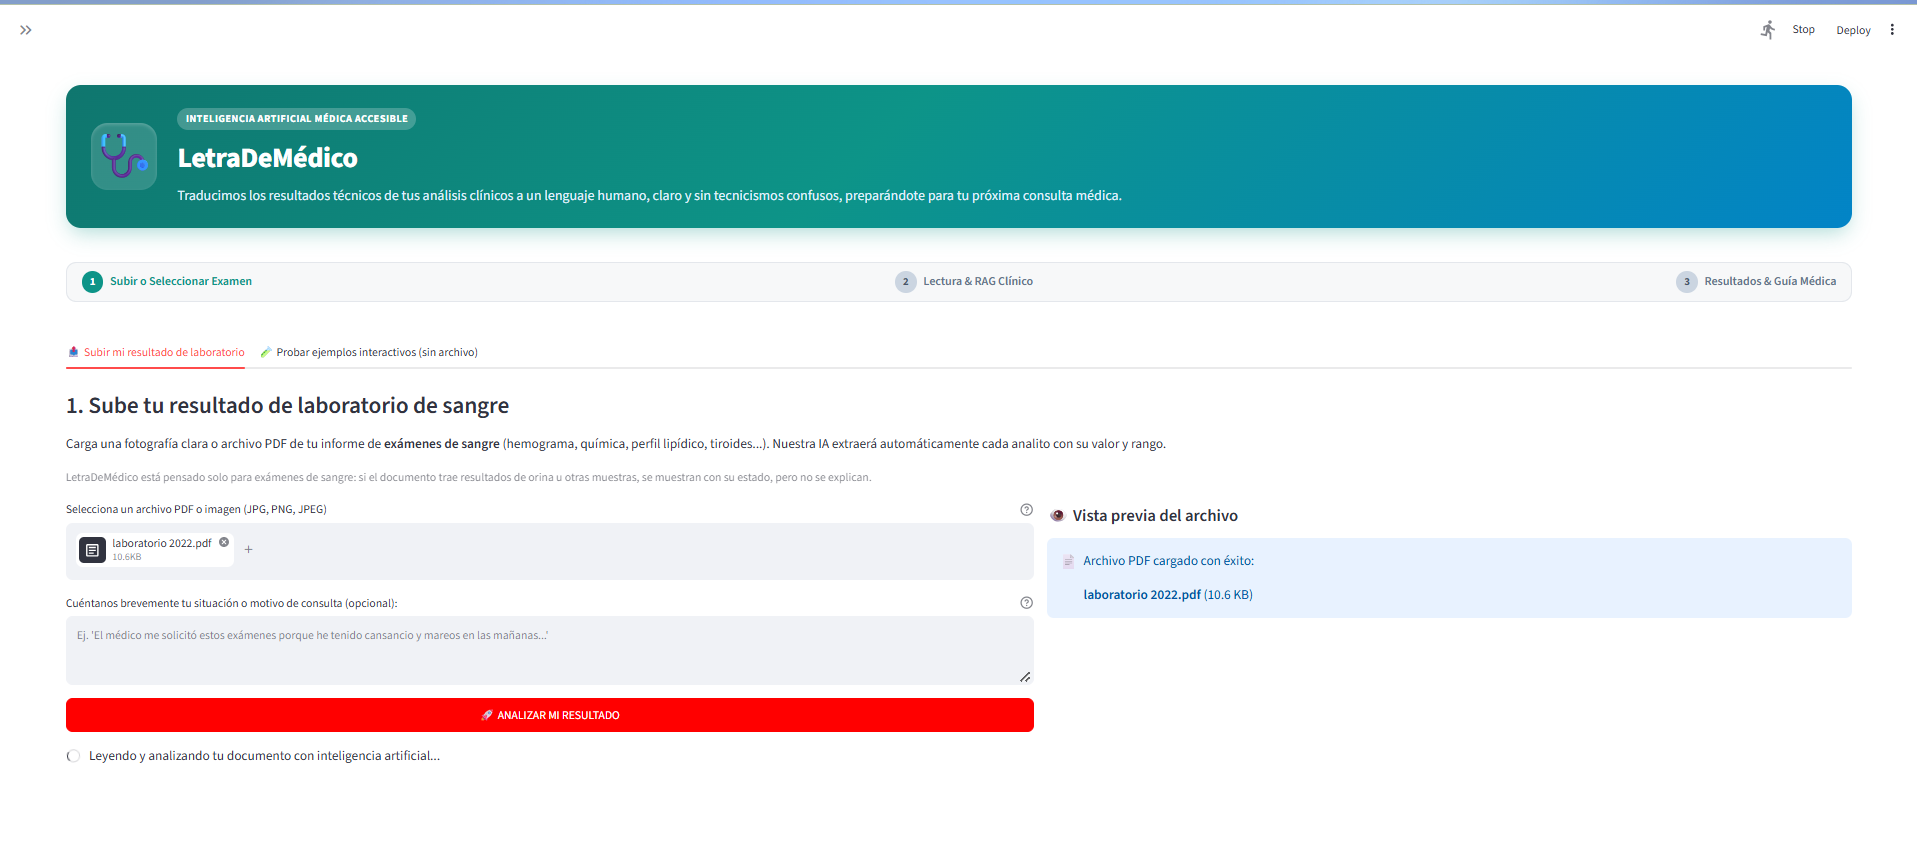 Stop
Deploy
INTELIGENCIA ARTIFICIAL MÉDICA ACCESIBLE
LetraDeMédico
Traducimos los resultados técnicos de tus análisis clínicos a un lenguaje humano, claro y sin tecnicismos confusos, preparándote para tu próxima consulta médica.
1 Subir o Seleccionar Examen
2 Lectura & RAG Clínico
3 Resultados & Guía Médica
Subir mi resultado de laboratorio
Probar ejemplos interactivos (sin archivo)
1. Sube tu resultado de laboratorio de sangre
Carga una fotografía clara o archivo PDF de tu informe de exámenes de sangre (hemograma, química, perfil lipídico, tiroides...). Nuestra IA extraerá automáticamente cada analito con su valor y rango.
LetraDeMédico está pensado solo para exámenes de sangre: si el documento trae resultados de orina u otras muestras, se muestran con su estado, pero no se explican.
Selecciona un archivo PDF o imagen (JPG, PNG, JPEG)
laboratorio 2022.pdf
10.6KB
Cuéntanos brevemente tu situación o motivo de consulta (opcional):
Ej. 'El médico me solicitó estos exámenes porque he tenido cansancio y mareos en las mañanas...'
ANALIZAR MI RESULTADO
Leyendo y analizando tu documento con inteligencia artificial...
Vista previa del archivo
Archivo PDF cargado con éxito:
laboratorio 2022.pdf (10.6 KB)